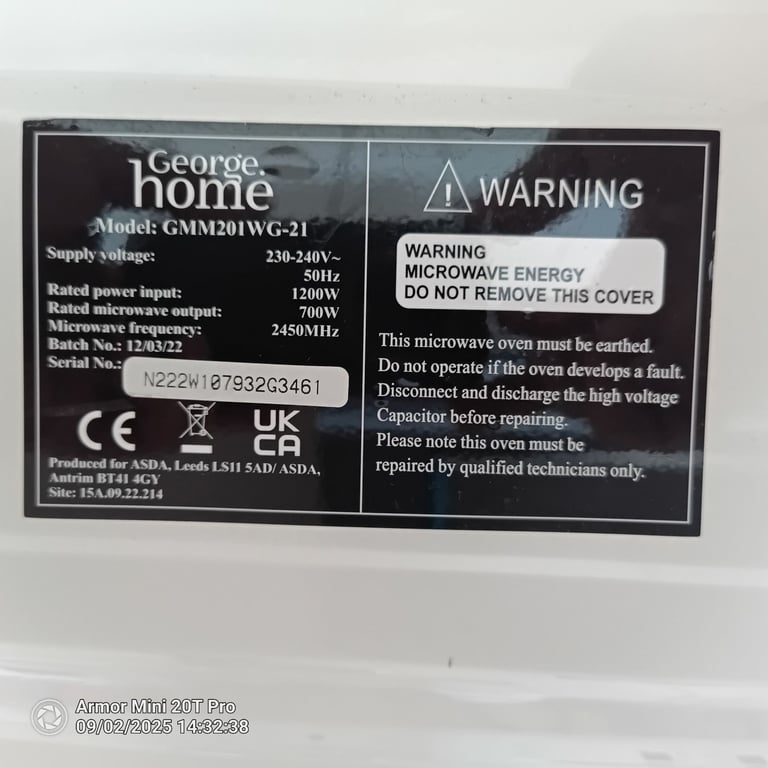 George.
home
Model: GMM201WG-21
Supply voltage: 230-240V~
50Hz
Rated power input: 1200W
Rated microwave output: 700W
Microwave frequency: 2450MHz
Batch No.: 12/03/22
Serial No.: N222W107932G3461
CE
UK
CA
Produced for ASDA, Leeds LS11 5AD/ ASDA,
Antrim BT41 4GY
Site: 15A.09.22.214
! WARNING
WARNING
MICROWAVE ENERGY
DO NOT REMOVE THIS COVER
This microwave oven must be earthed.
Do not operate if the oven develops a fault.
Disconnect and discharge the high voltage
Capacitor before repairing.
Please note this oven must be
repaired by qualified technicians only.
Armor Mini 20T Pro
09/02/2025 14:32:38